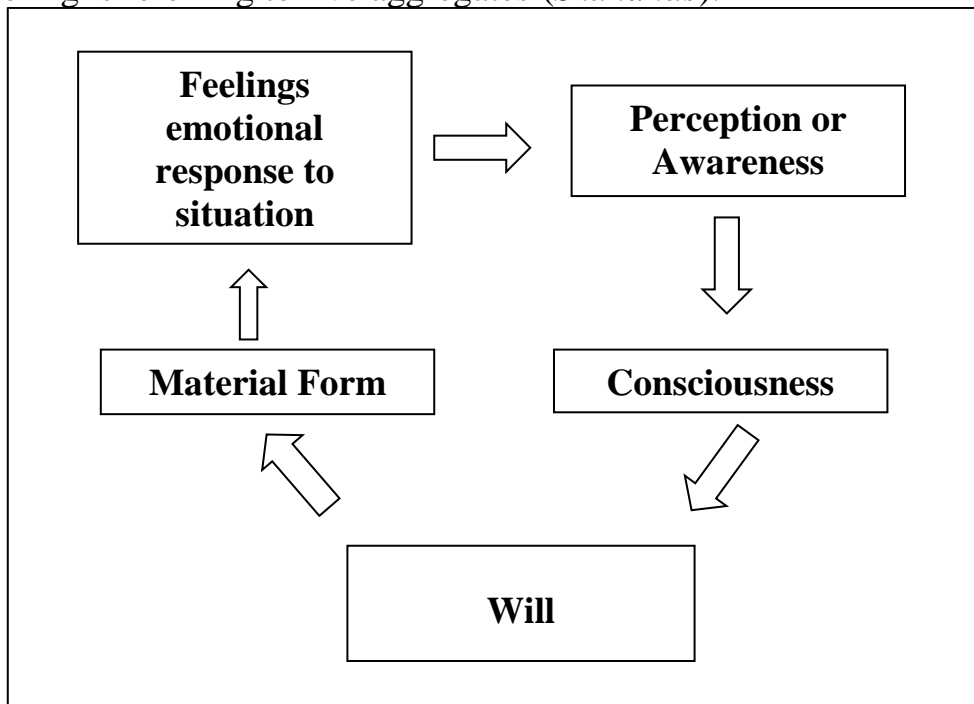 Feelings
emotional
response to
situation
Perception or
Awareness
Material Form
Consciousness
Will